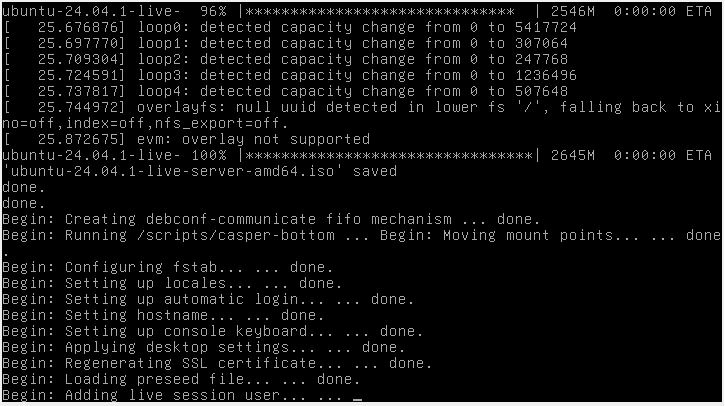 ubuntu-24.04.1-live-  96% |********************************   | 2546M  0:00:00 ETA
[   25.676876] loop0: detected capacity change from 0 to 5417724
[   25.697770] loop1: detected capacity change from 0 to 307064
[   25.709304] loop2: detected capacity change from 0 to 247768
[   25.724591] loop3: detected capacity change from 0 to 1236496
[   25.737817] loop4: detected capacity change from 0 to 507648
[   25.744972] overlayfs: null uuid detected in lower fs '/', falling back to xi
no=off,index=off,nfs_export=off.
[   25.872675] evm: overlay not supported
ubuntu-24.04.1-live- 100% |*********************************| 2645M  0:00:00 ETA
'ubuntu-24.04.1-live-server-amd64.iso' saved
done.
done.
Begin: Creating debconf-communicate fifo mechanism ... done.
Begin: Running /scripts/casper-bottom ... Begin: Moving mount points... ... done
.
Begin: Configuring fstab... ... done.
Begin: Setting up locales... ... done.
Begin: Setting up automatic login... ... done.
Begin: Setting hostname... ... done.
Begin: Setting up console keyboard... ... done.
Begin: Applying desktop settings... ... done.
Begin: Regenerating SSL certificate... ... done.
Begin: Loading preseed file... ... done.
Begin: Adding live session user... ... _